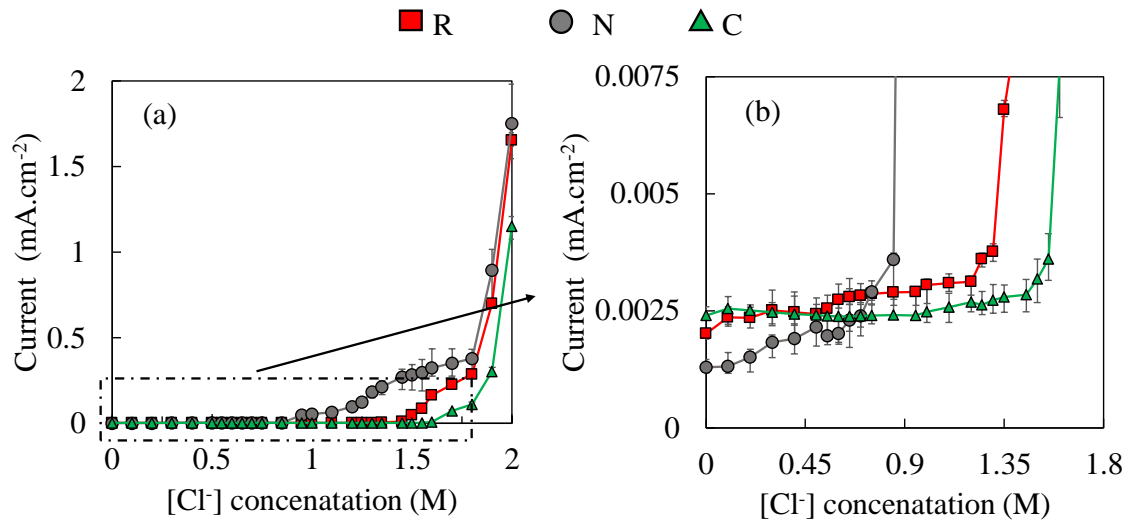 R N C
(a)
2
1.5
1
0.5
0
0 0.5 1 1.5 2
Current (mA.cm-2)
[Cl-] concenatation (M)
(b)
0.0075
0.005
0.0025
0
0 0.45 0.9 1.35 1.8
Current (mA.cm-2)
[Cl-] concenatation (M)